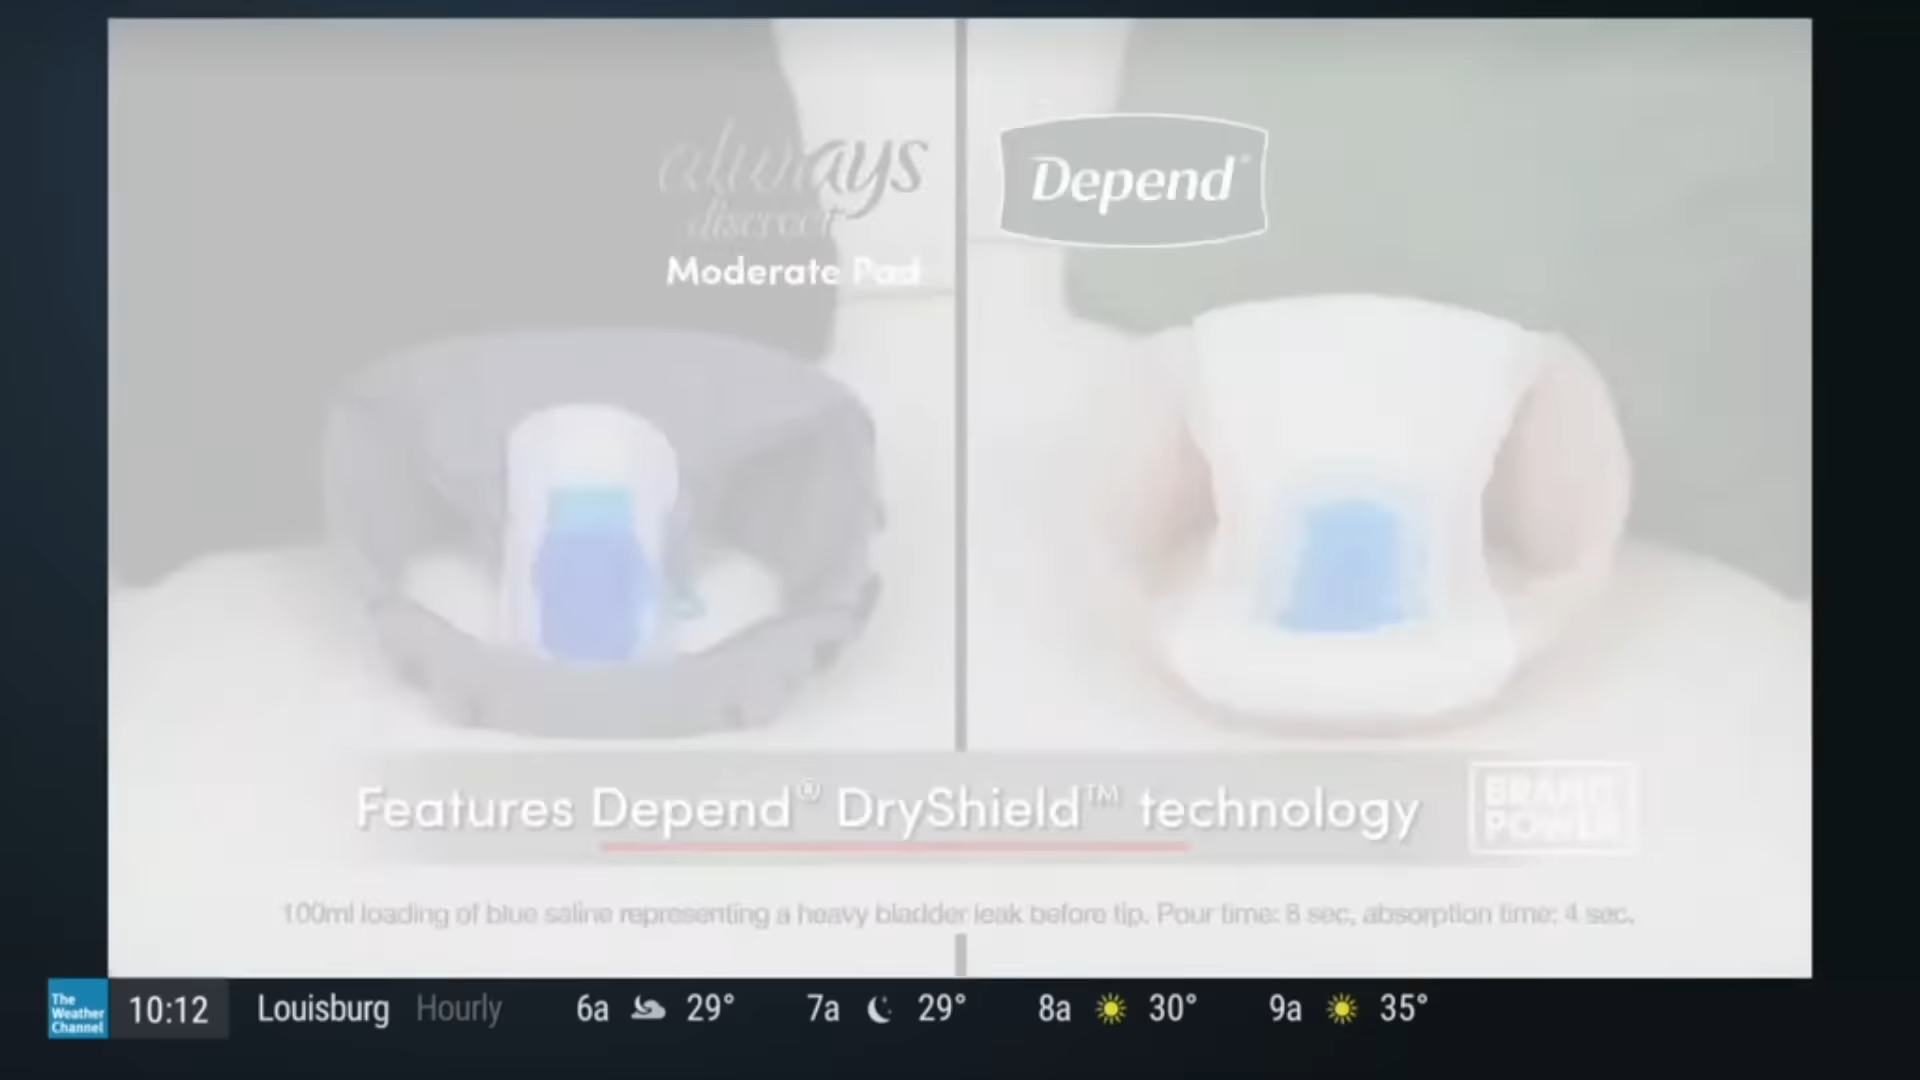 always
discreet
Moderate Pad
Depend®
Features Depend® DryShield™ technology
BRAND
POWER
100ml loading of blue saline representing a heavy bladder leak before tip. Pour time: 8 sec, absorption time: 4 sec.
The
Weather
Channel
10:12
Louisburg Hourly 6a 29° 7a 29° 8a 30° 9a 35°